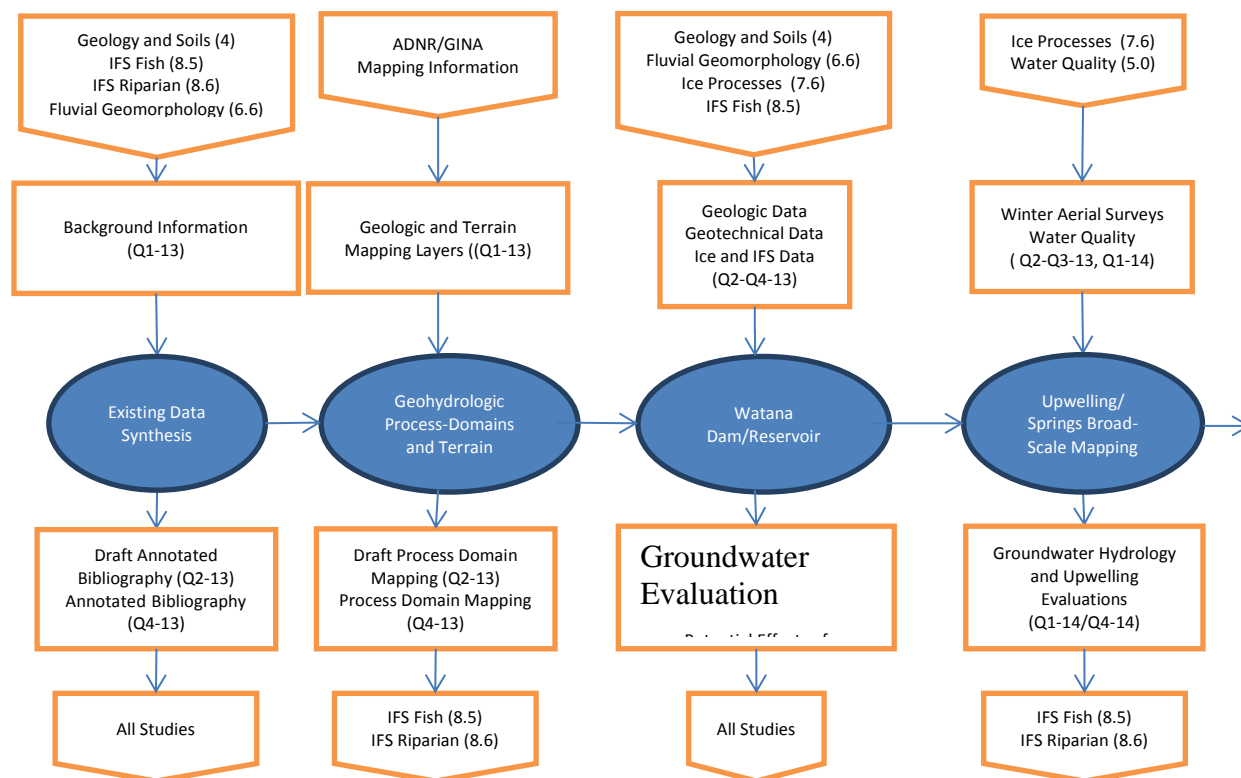 Geology and Soils (4)
IFS Fish (8.5)
IFS Riparian (8.6)
Fluvial Geomorphology (6.6)
ADNR/GINA
Mapping Information
Geology and Soils (4)
Fluvial Geomorphology (6.6)
Ice Processes (7.6)
IFS Fish (8.5)
Ice Processes (7.6)
Water Quality (5.0)
Background Information
(Q1-13)
Geologic and Terrain
Mapping Layers ((Q1-13)
Geologic Data
Geotechnical Data
Ice and IFS Data
(Q2-Q4-13)
Winter Aerial Surveys
Water Quality
( Q2-Q3-13, Q1-14)
Existing Data
Synthesis
Geohydrologic
Process-Domains
and Terrain
Watana
Dam/Reservoir
Upwelling/
Springs Broad-
Scale Mapping
Draft Annotated
Bibliography (Q2-13)
Annotated Bibliography
(Q4-13)
Draft Process Domain
Mapping (Q2-13)
Process Domain Mapping
(Q4-13)
Groundwater
Evaluation
Potential Effects of
Groundwater Hydrology
and Upwelling
Evaluations
(Q1-14/Q4-14)
All Studies
IFS Fish (8.5)
IFS Riparian (8.6)
All Studies
IFS Fish (8.5)
IFS Riparian (8.6)